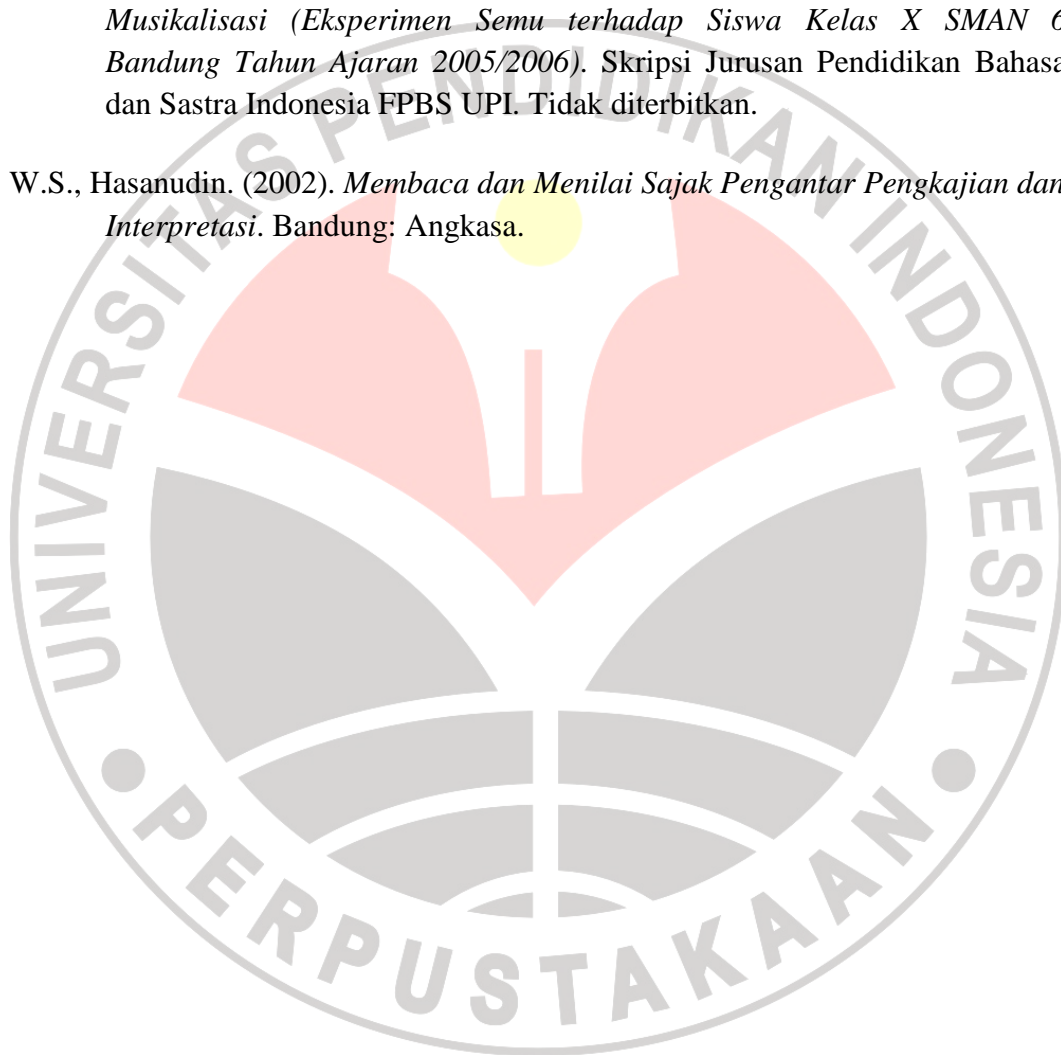 Musikalisasi (Eksperimen Semu terhadap Siswa Kelas X SMAN 6
Bandung Tahun Ajaran 2005/2006). Skripsi Jurusan Pendidikan Bahasa
dan Sastra Indonesia FPBS UPI. Tidak diterbitkan.
W.S., Hasanudin. (2002). Membaca dan Menilai Sajak Pengantar Pengkajian dan
Interpretasi. Bandung: Angkasa.
UNIVERSITAS PENDIDIKAN INDONESIA
PERPUSTAKAAN